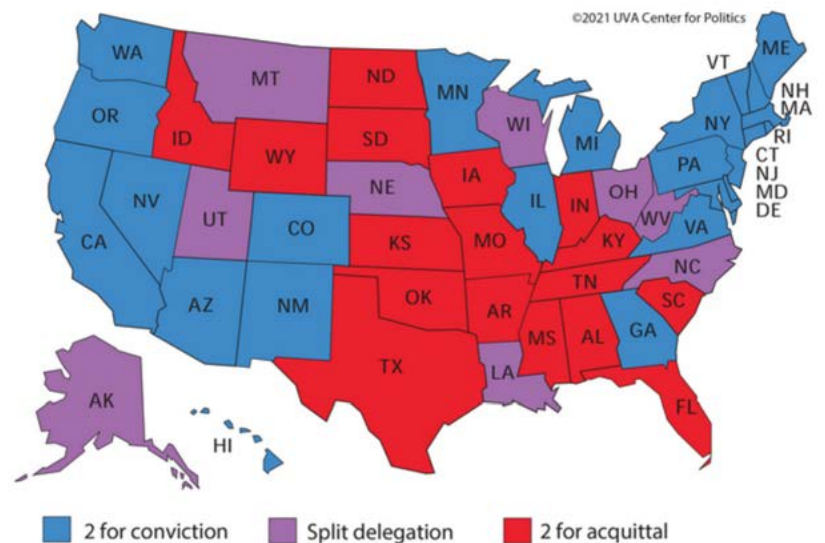 ©2021 UVA Center for Politics
WA
MT
ND
MN
VT
ME
OR
ID
SD
WI
MI
NY
NH
MA
RI
CT
NJ
MD
DE
WY
IA
PA
NV
UT
NE
IL
IN
OH
WV
VA
CA
CO
KS
MO
KY
NC
AZ
NM
OK
AR
TN
SC
TX
MS
AL
GA
LA
FL
AK
HI
2 for conviction
Split delegation
2 for acquittal